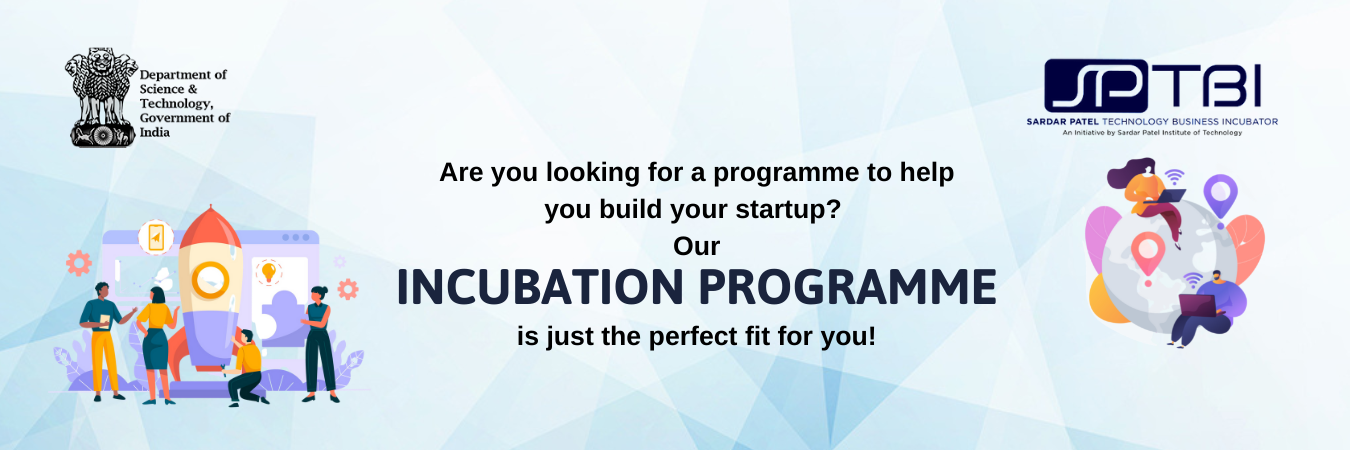 Department of
Science &
Technology,
Government of
India
SPTBI
SARDAR PATEL TECHNOLOGY BUSINESS INCUBATOR
An Initiative by Sardar Patel Institute of Technology
Are you looking for a programme to help
you build your startup?
Our
INCUBATION PROGRAMME
is just the perfect fit for you!